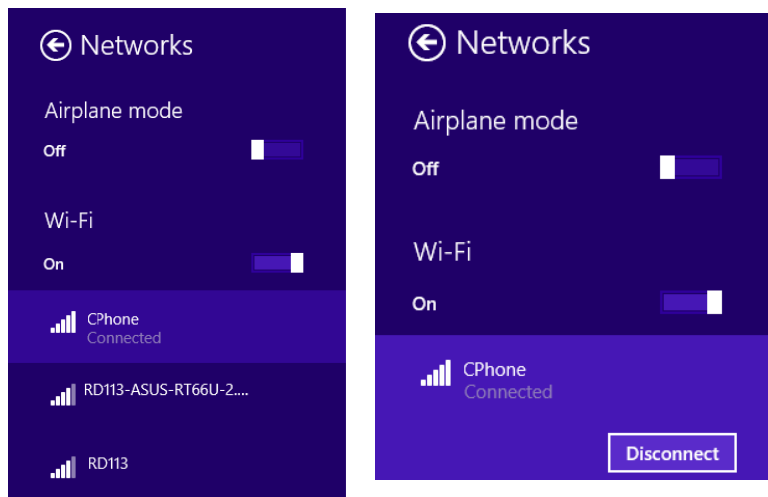 Networks
Airplane mode
Off
Wi-Fi
On
CPhone
Connected
RD113-ASUS-RT66U-2....
RD113
Networks
Airplane mode
Off
Wi-Fi
On
CPhone
Connected
Disconnect